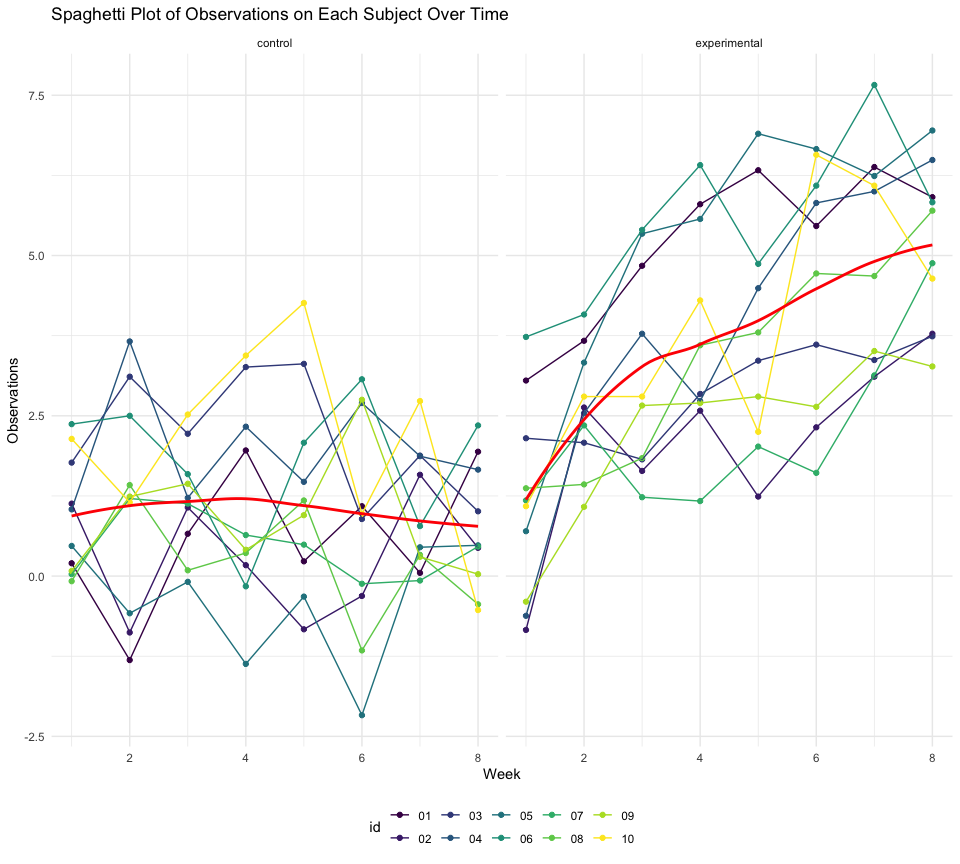 Spaghetti Plot of Observations on Each Subject Over Time
control
experimental
7.5
5.0
2.5
0.0
-2.5
Observations
2 4 6 8
2 4 6 8
Week
id
01 03 05 07 09
02 04 06 08 10